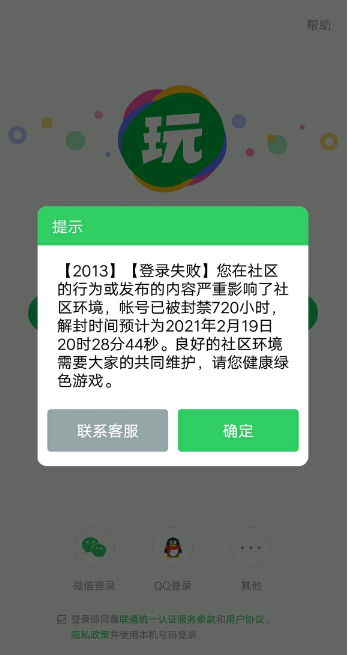 帮助
玩
提示
【2013】【登录失败】您在社区
的行为或发布的内容严重影响了社
区环境，帐号已被封禁720小时，
解封时间预计为2021年2月19日
20时28分44秒。良好的社区环境
需要大家的共同维护，请您健康绿
色游戏。
联系客服
确定
微信登录
QQ登录
其他
登录即同意联通统一认证服务条款和用户协议、
隐私政策并使用本机号码登录